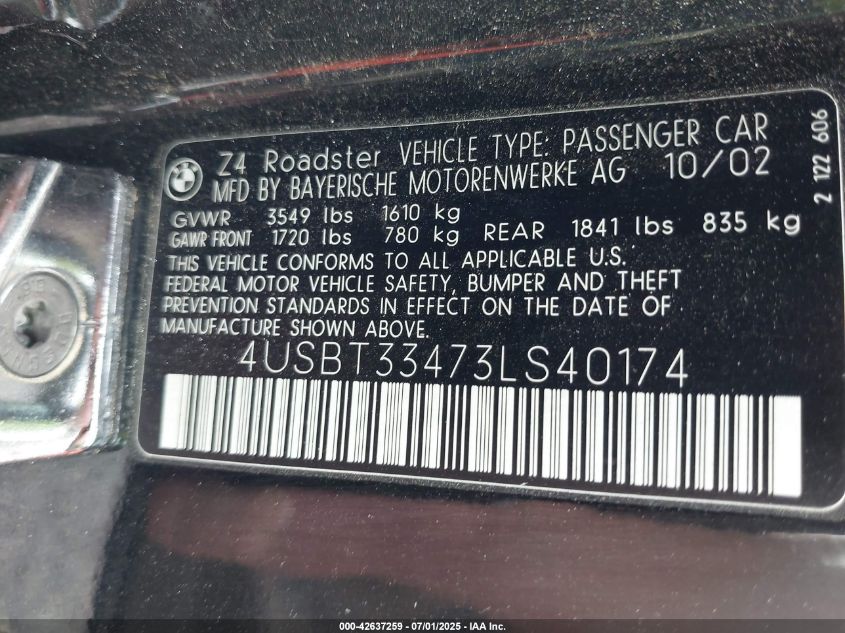 Z4 Roadster VEHICLE TYPE: PASSENGER CAR
MFD BY BAYERISCHE MOTORENWERKE AG 10/02
GVWR 3549 lbs 1610 kg
GAWR FRONT 1720 lbs 780 kg REAR 1841 lbs 835 kg
THIS VEHICLE CONFORMS TO ALL APPLICABLE U.S.
FEDERAL MOTOR VEHICLE SAFETY, BUMPER AND THEFT
PREVENTION STANDARDS IN EFFECT ON THE DATE OF
MANUFACTURE SHOWN ABOVE.
4USBT33473LS40174
2 122 606
000-42637259 - 07/01/2025 - IAA Inc.